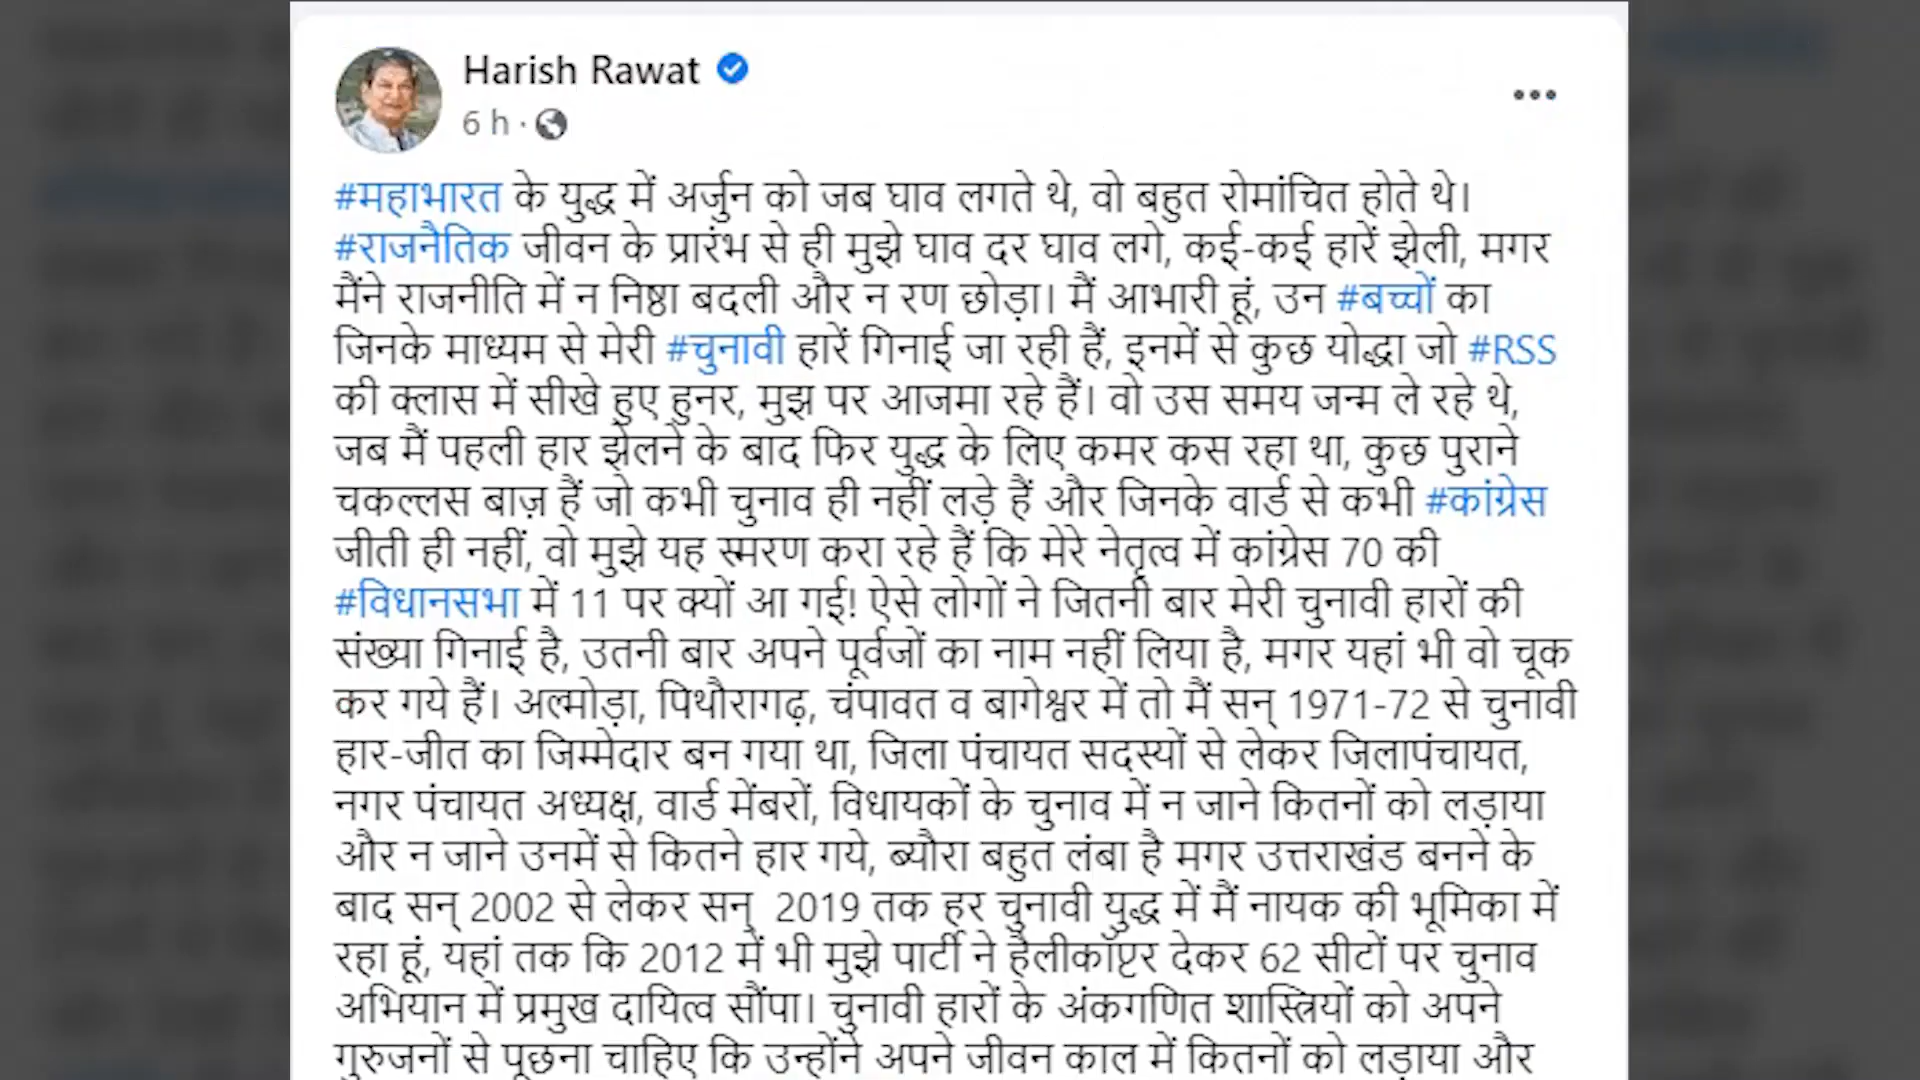 Harish Rawat
6 h ·
#महाभारत के युद्ध में अर्जुन को जब घाव लगते थे, वो बहुत रोमांचित होते थे।
#राजनैतिक जीवन के प्रारंभ से ही मुझे घाव दर घाव लगे, कई-कई हारें झेली, मगर
मैंने राजनीति में न निष्ठा बदली और न रण छोड़ा। मैं आभारी हूं, उन #बच्चों का
जिनके माध्यम से मेरी #चुनावी हारें गिनाई जा रही हैं, इनमें से कुछ योद्धा जो #RSS
की क्लास में सीखे हुए हुनर, मुझ पर आजमा रहे हैं। वो उस समय जन्म ले रहे थे,
जब मैं पहली हार झेलने के बाद फिर युद्ध के लिए कमर कस रहा था, कुछ पुराने
चकल्लस बाज़ हैं जो कभी चुनाव ही नहीं लड़े हैं और जिनके वार्ड से कभी #कांग्रेस
जीती ही नहीं, वो मुझे यह स्मरण करा रहे हैं कि मेरे नेतृत्व में कांग्रेस 70 की
#विधानसभा में 11 पर क्यों आ गई! ऐसे लोगों ने जितनी बार मेरी चुनावी हारों की
संख्या गिनाई है, उतनी बार अपने पूर्वजों का नाम नहीं लिया है, मगर यहां भी वो चूक
कर गये हैं। अल्मोड़ा, पिथौरागढ़, चंपावत व बागेश्वर में तो मैं सन् 1971-72 से चुनावी
हार-जीत का जिम्मेदार बन गया था, जिला पंचायत सदस्यों से लेकर जिलापंचायत,
नगर पंचायत अध्यक्ष, वार्ड मेंबरों, विधायकों के चुनाव में न जाने कितनों को लड़ाया
और न जाने उनमें से कितने हार गये, ब्यौरा बहुत लंबा है मगर उत्तराखंड बनने के
बाद सन् 2002 से लेकर सन् 2019 तक हर चुनावी युद्ध में मैं नायक की भूमिका में
रहा हूं, यहां तक कि 2012 में भी मुझे पार्टी ने हैलीकॉप्टर देकर 62 सीटों पर चुनाव
अभियान में प्रमुख दायित्व सौंपा। चुनावी हारों के अंकगणित शास्त्रियों को अपने
गुरुजनों से पूछना चाहिए कि उन्होंने अपने जीवन काल में कितनों को लड़ाया और